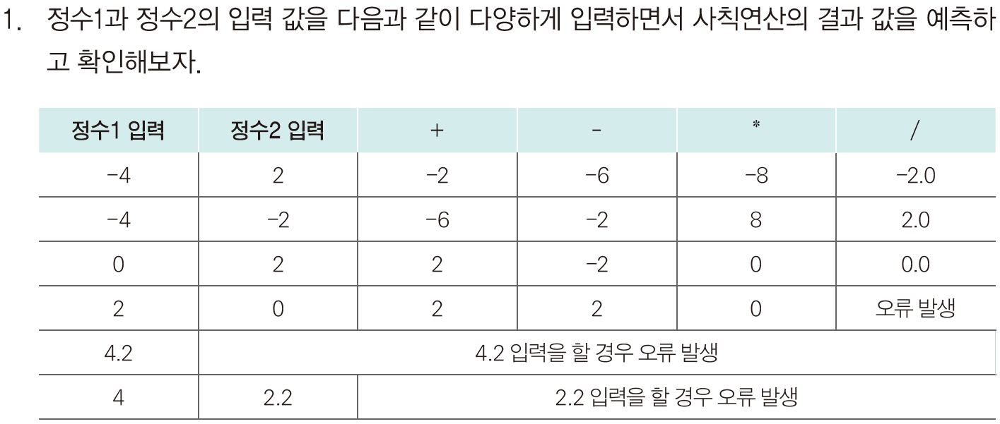 1. 정수1과 정수2의 입력 값을 다음과 같이 다양하게 입력하면서 사칙연산의 결과 값을 예측하
고 확인해보자.
정수1 입력 정수2 입력 + - * /
-4 2 -2 -6 -8 -2.0
-4 -2 -6 -2 8 2.0
0 2 2 -2 0 0.0
2 0 2 2 0 오류 발생
4.2 4.2 입력을 할 경우 오류 발생
4 2.2 2.2 입력을 할 경우 오류 발생